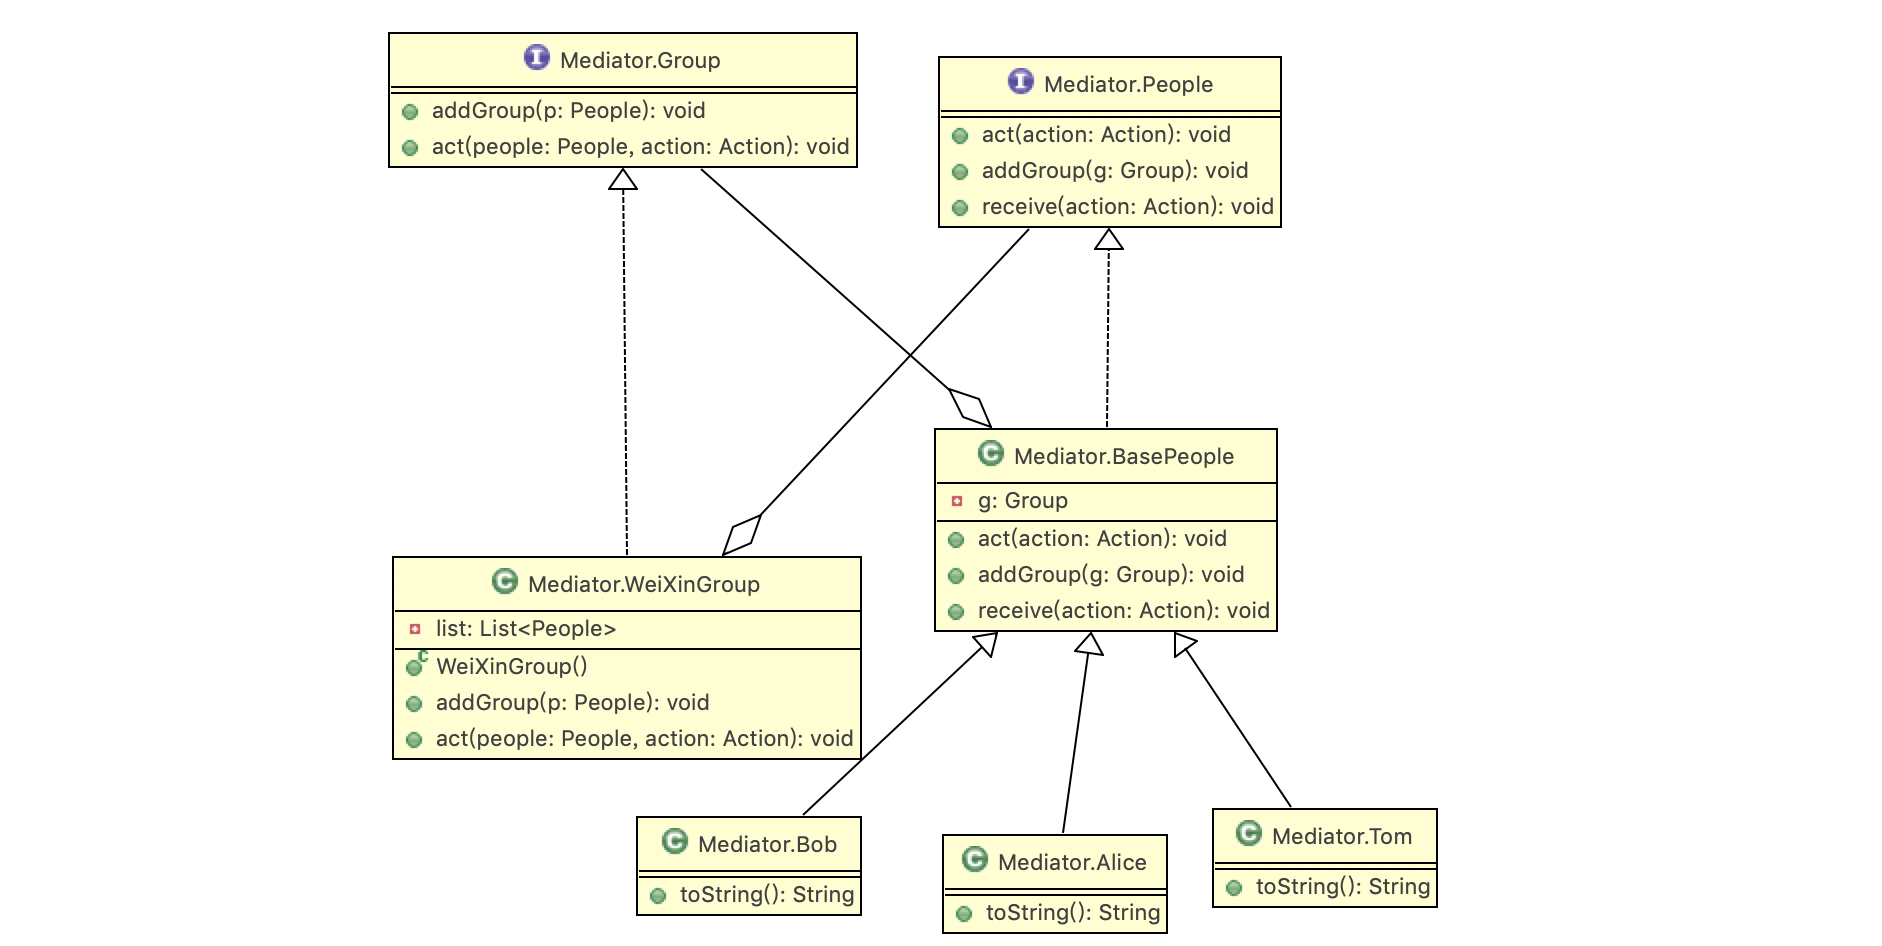 I Mediator.Group
addGroup(p: People): void
act(people: People, action: Action): void
I Mediator.People
act(action: Action): void
addGroup(g: Group): void
receive(action: Action): void
C Mediator.BasePeople
g: Group
act(action: Action): void
addGroup(g: Group): void
receive(action: Action): void
C Mediator.WeiXinGroup
list: List<People>
C WeiXinGroup()
addGroup(p: People): void
act(people: People, action: Action): void
C Mediator.Bob
toString(): String
C Mediator.Alice
toString(): String
C Mediator.Tom
toString(): String